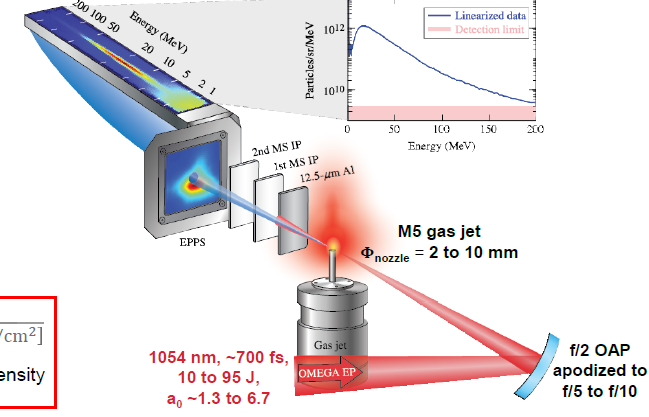 200 100 50 20 10 5 2 1
Energy (MeV)
10¹²
10¹⁰
Particles/sr/MeV
Linearized data
Detection limit
0 50 100 150 200
Energy (MeV)
2nd MS IP
1st MS IP
12.5-μm Al
EPPS
M5 gas jet
Φnozzle = 2 to 10 mm
Gas jet
OMEGA EP
1054 nm, ~700 fs,
10 to 95 J,
a₀ ~1.3 to 6.7
f/2 OAP
apodized to
f/5 to f/10
/cm²]
ensity